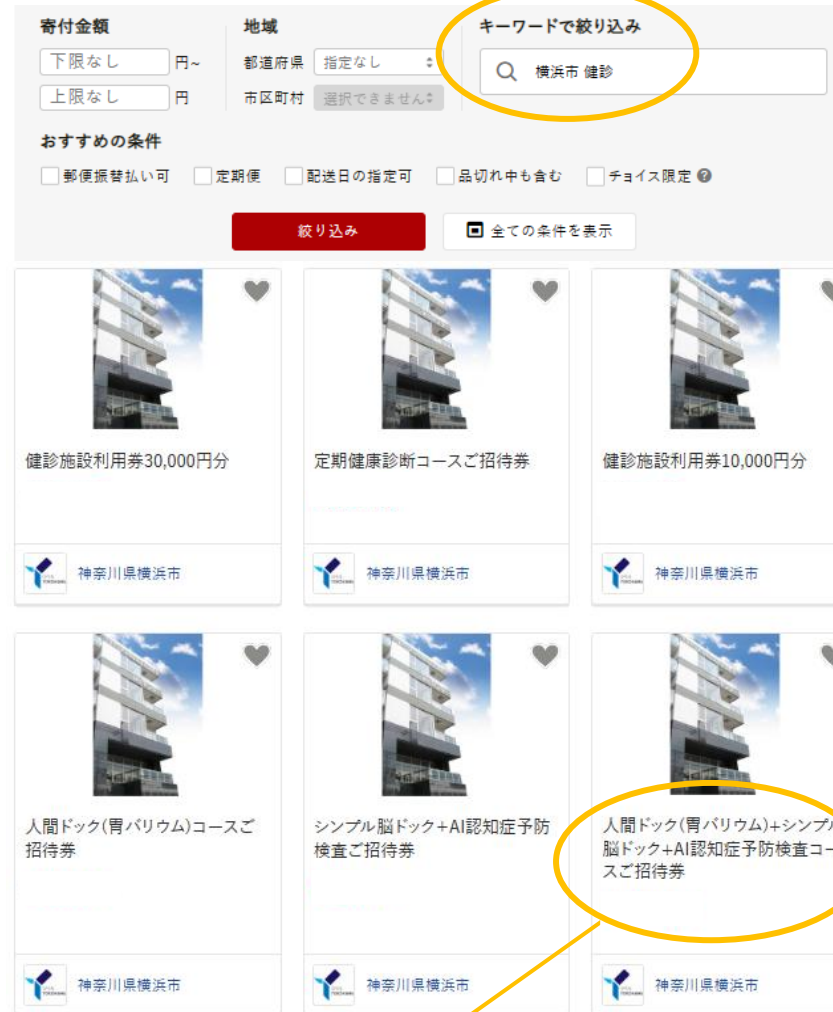 寄付金額
地域
キーワードで絞り込み
下限なし 円~
都道府県 指定なし
横浜市 健診
上限なし 円
市区町村 選択できません
おすすめの条件
郵便振替払い可 定期便 配送日の指定可 品切れ中も含む チョイス限定 ?
絞り込み 全ての条件を表示
健診施設利用券30,000円分
定期健康診断コースご招待券
健診施設利用券10,000円分
神奈川県横浜市
神奈川県横浜市
神奈川県横浜市
人間ドック(胃バリウム)コースご
招待券
シンプル脳ドック+AI認知症予防
検査ご招待券
人間ドック(胃バリウム)+シンプル
脳ドック+AI認知症予防検査コー
スご招待券
神奈川県横浜市
神奈川県横浜市
神奈川県横浜市